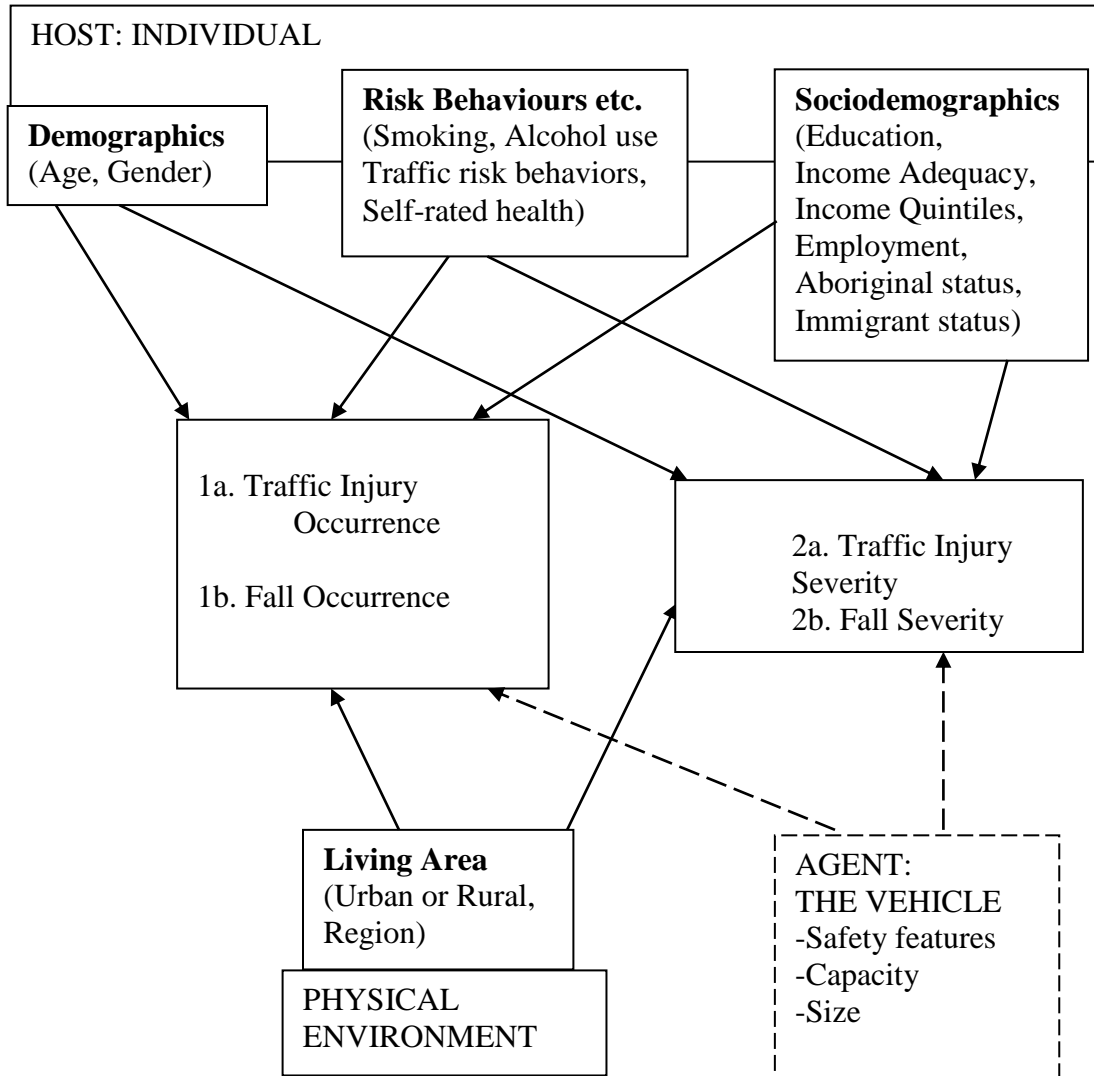 HOST: INDIVIDUAL
Demographics
(Age, Gender)
Risk Behaviours etc.
(Smoking, Alcohol use
Traffic risk behaviors,
Self-rated health)
Sociodemographics
(Education,
Income Adequacy,
Income Quintiles,
Employment,
Aboriginal status,
Immigrant status)
1a. Traffic Injury
Occurrence
1b. Fall Occurrence
2a. Traffic Injury
Severity
2b. Fall Severity
Living Area
(Urban or Rural,
Region)
PHYSICAL
ENVIRONMENT
AGENT:
THE VEHICLE
-Safety features
-Capacity
-Size